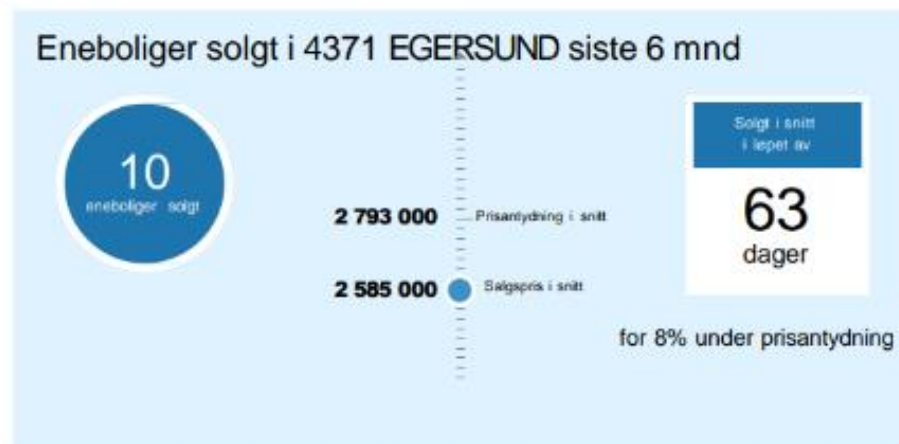 Eneboliger solgt i 4371 EGERSUND siste 6 mnd
10
eneboliger solgt
2 793 000 Prisantydning i snitt
2 585 000 Salgspris i snitt
Solgt i snitt
i lepet av
63
dager
for 8% under prisantydning